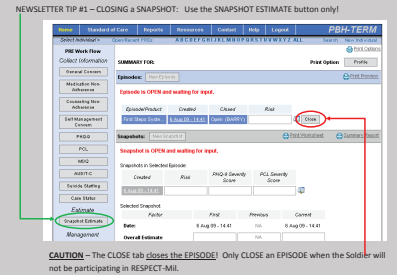 NEWSLETTER TIP #1 – CLOSING a SNAPSHOT: Use the SNAPSHOT ESTIMATE button only!
Home Standard of Care Reports Resources Contact Help Logout PBH-TERM
Select Individual > Open/Recent PREs: A B C D E F G H I J K L M N O P Q R S T U V W X Y Z ALL Search New Individual
PRE Work Flow
Print Options
Collect Information
SUMMARY FOR: Print Option: Profile
General Concern
Print Preview
Episodes: New Episode
Medication Non-Adherence
Episode is OPEN and waiting for input.
Counseling Non-Adherence
Episode/Product Created Closed Risk
First Steps Syste... 6 Aug 09 - 14:41 Open (BARRY) Close
Self Management Concern
PHQ-9
Snapshots: New Snapshot Print Worksheet Summary Report
PCL
Snapshot is OPEN and waiting for input.
MDQ
Snapshots in Selected Episode:
AUDIT-C
Created Risk PHQ-9 Severity Score PCL Severity Score
Suicide Staffing
6 Aug 09 - 14:41
Care Status
Selected Snapshot:
Estimate
Factor First Previous Current
Snapshot Estimate
Date: 6 Aug 09 - 14:41 NA 6 Aug 09 - 14:41
Management
Overall Estimate NA
CAUTION – The CLOSE tab closes the EPISODE! Only CLOSE an EPISODE when the Soldier will
not be participating in RESPECT-Mil.